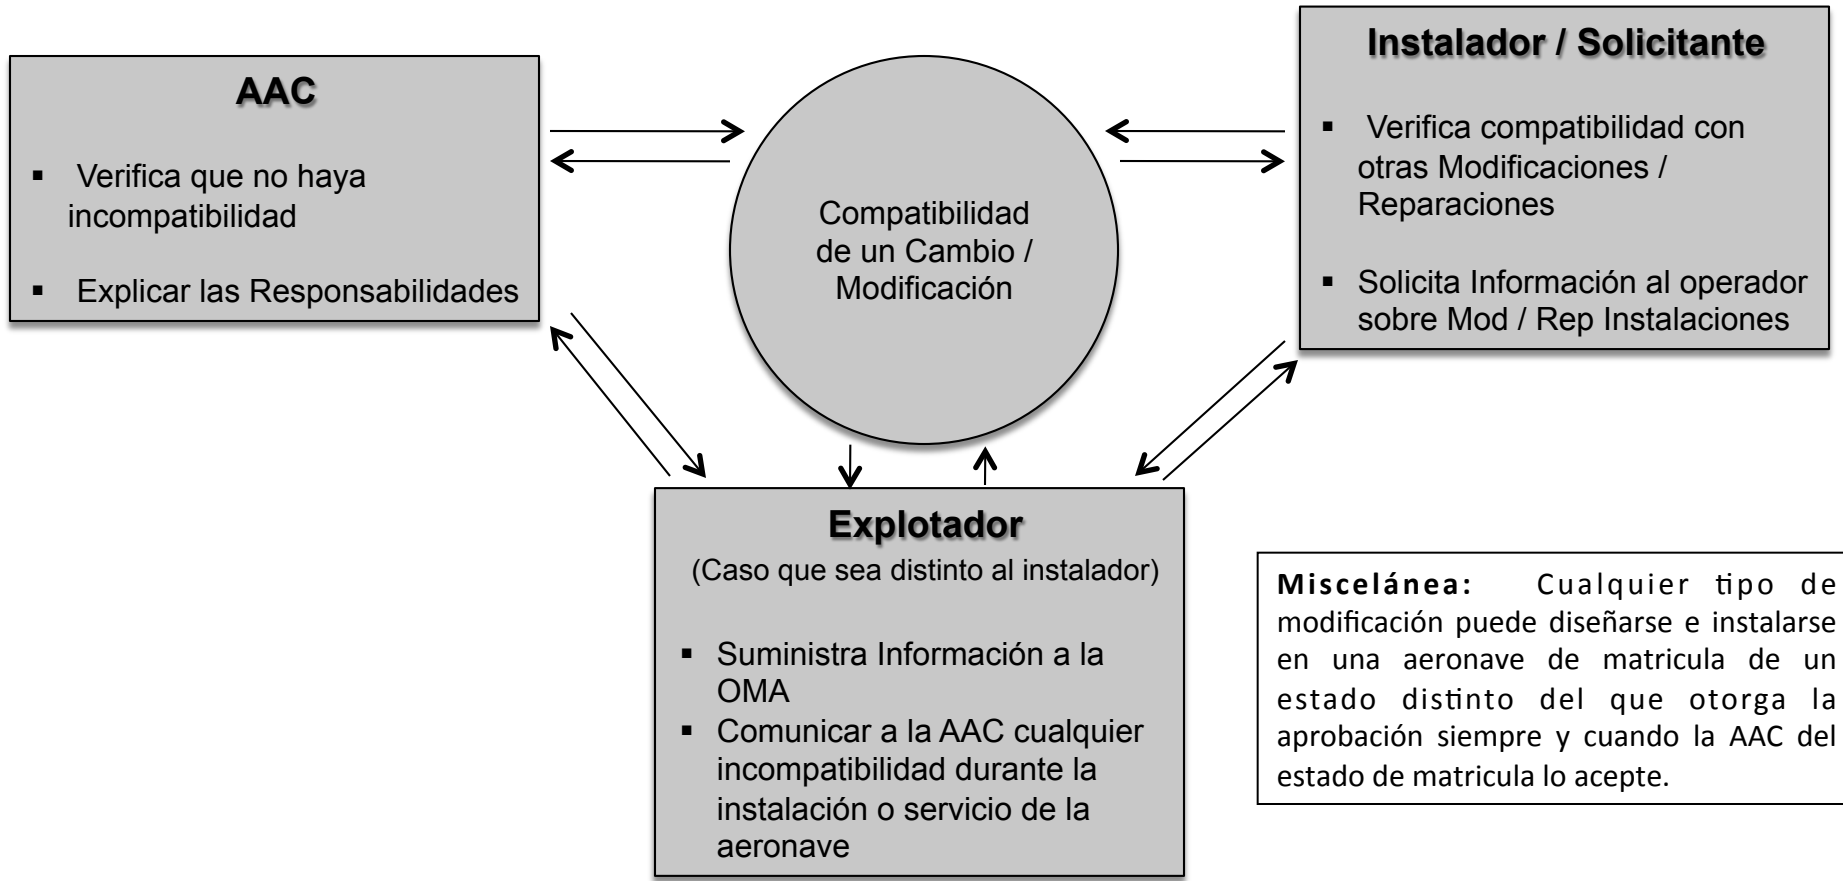 AAC
▪ Verifica que no haya
incompatibilidad
▪ Explicar las Responsabilidades
Compatibilidad
de un Cambio /
Modificación
Instalador / Solicitante
▪ Verifica compatibilidad con
otras Modificaciones /
Reparaciones
▪ Solicita Información al operador
sobre Mod / Rep Instalaciones
Explotador
(Caso que sea distinto al instalador)
▪ Suministra Información a la
OMA
▪ Comunicar a la AAC cualquier
incompatibilidad durante la
instalación o servicio de la
aeronave
Miscelánea: Cualquier tipo de
modificación puede diseñarse e instalarse
en una aeronave de matricula de un
estado distinto del que otorga la
aprobación siempre y cuando la AAC del
estado de matricula lo acepte.